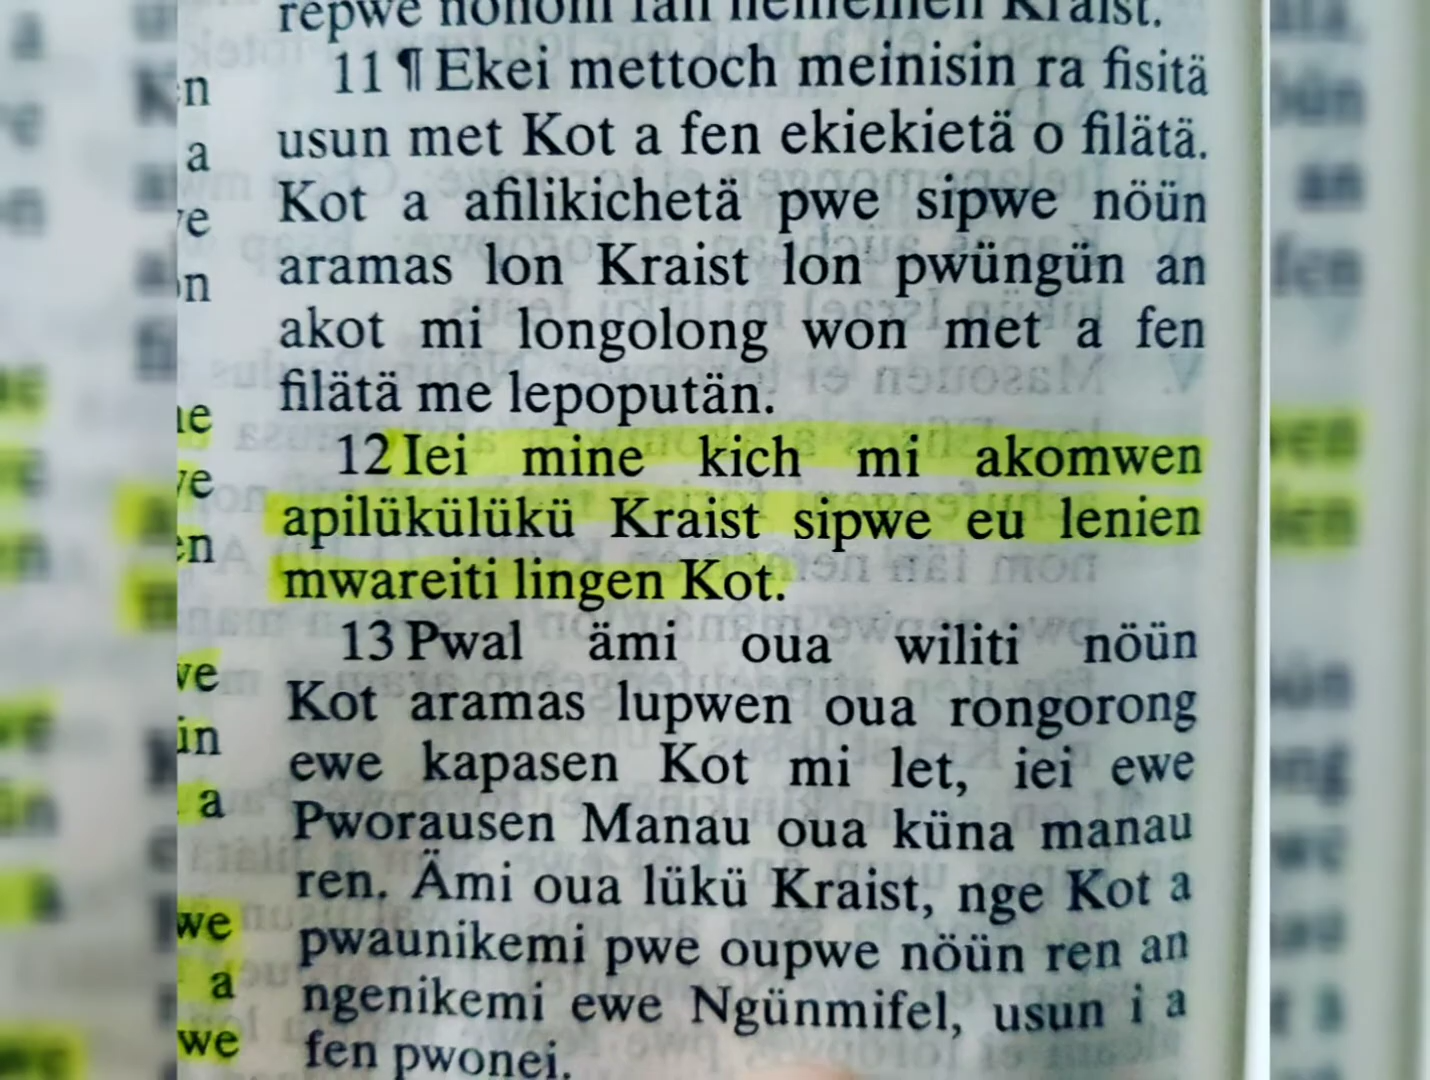 repwe nonom fan nemenien Kraist.
11 ¶ Ekei mettoch meinisin ra fisitä
usun met Kot a fen ekiekietä o filätä.
Kot a afilikichetä pwe sipwe nöün
aramas lon Kraist lon pwüngün an
akot mi longolong won met a fen
filätä me lepoputän.
12 Iei mine kich mi akomwen
apilükülükü Kraist sipwe eu lenien
mwareiti lingen Kot.
13 Pwal ämi oua wiliti nöün
Kot aramas lupwen oua rongorong
ewe kapasen Kot mi let, iei ewe
Pworausen Manau oua küna manau
ren. Ämi oua lükü Kraist, nge Kot a
pwaunikemi pwe oupwe nöün ren an
ngenikemi ewe Ngünmifel, usun i a
fen pwonei.